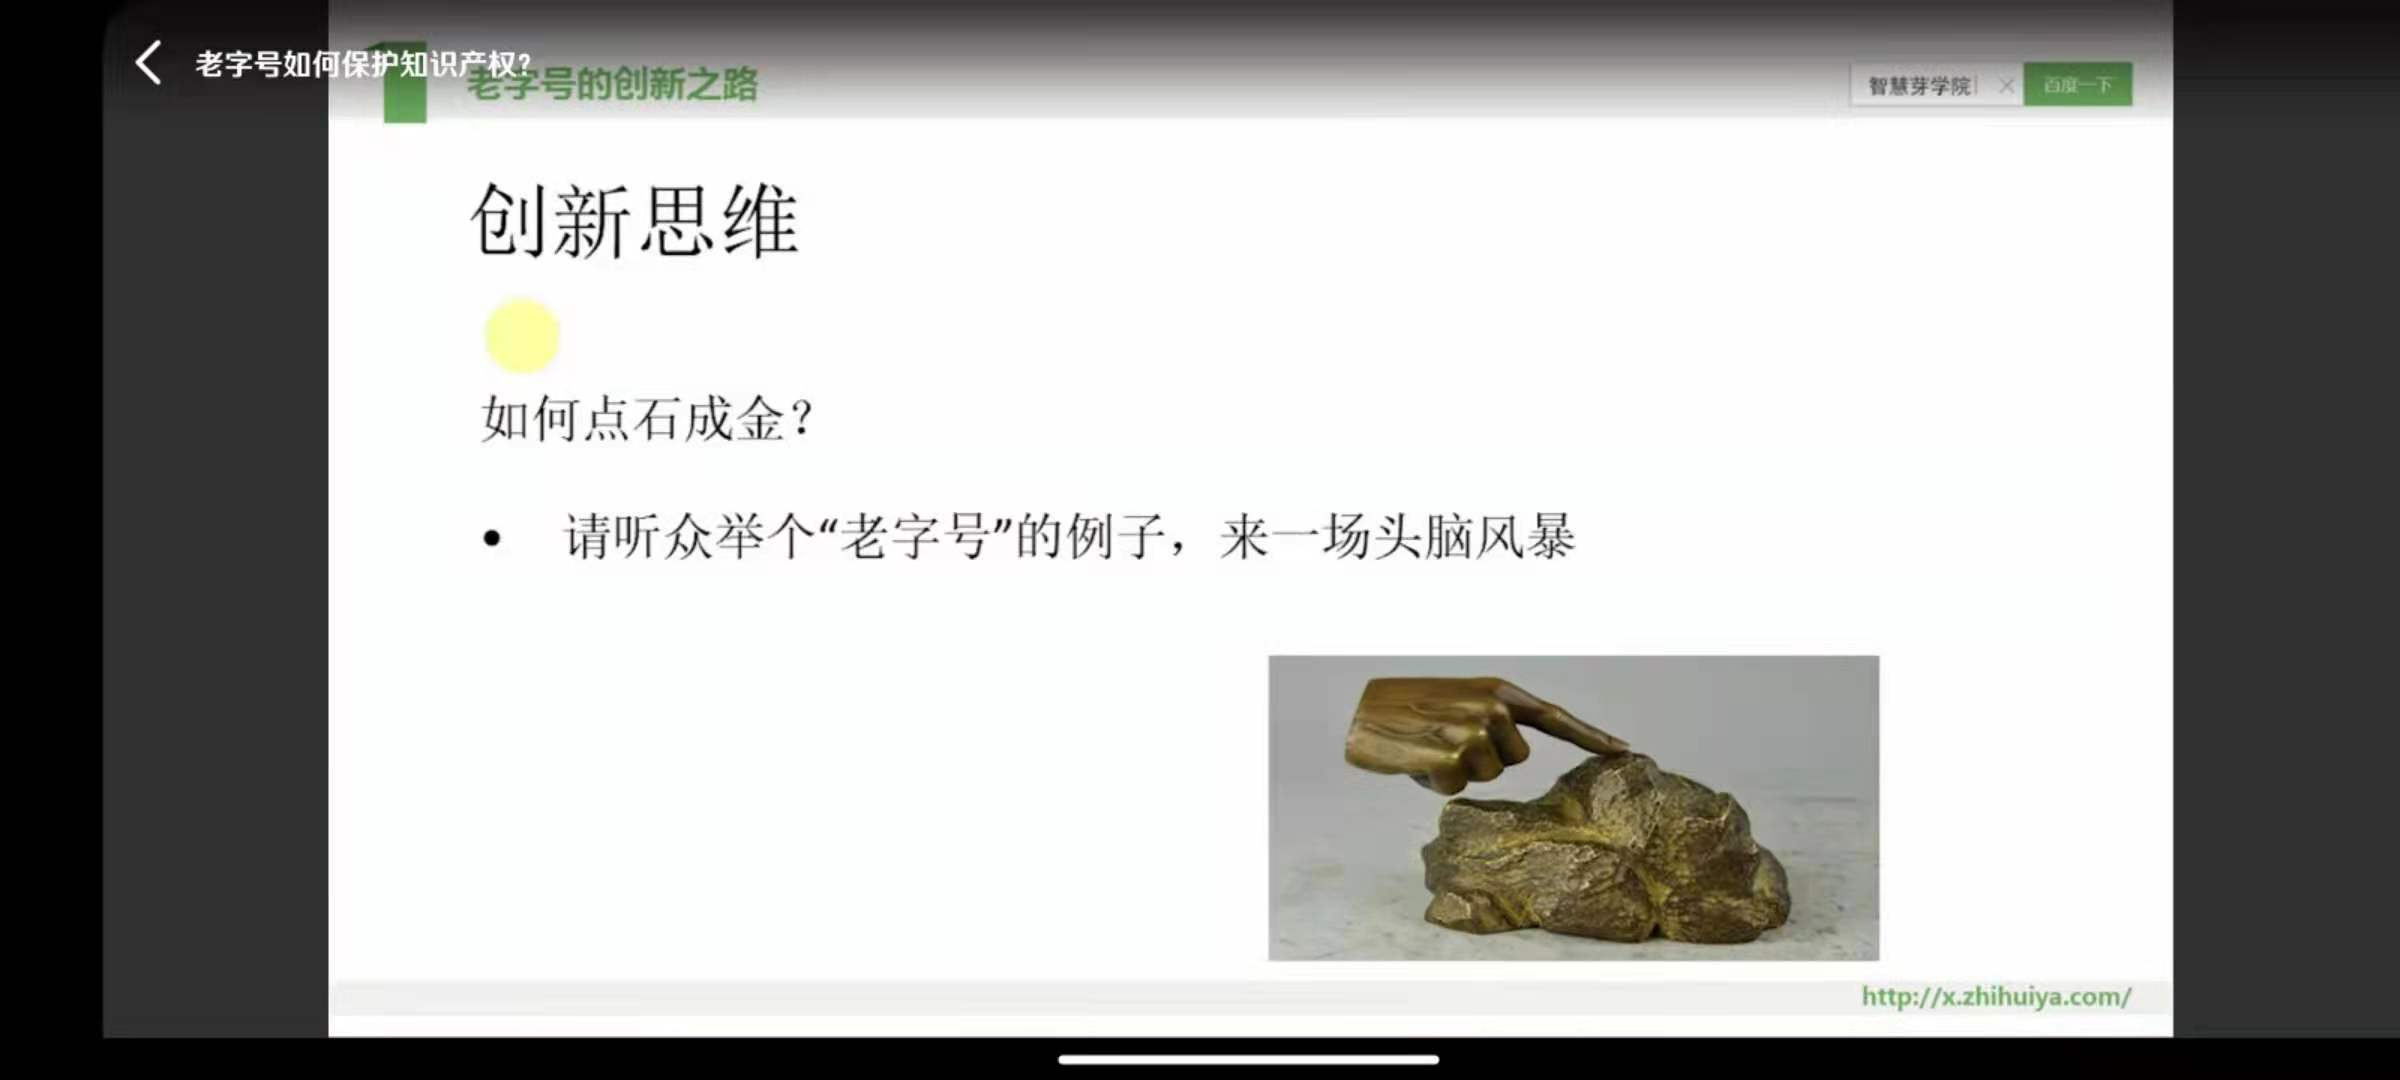 老字号如何保护知识产权?
老字号的创新之路
智慧芽学院
百度一下
创新思维
如何点石成金?
• 请听众举个“老字号”的例子，来一场头脑风暴
http://x.zhihuiya.com/